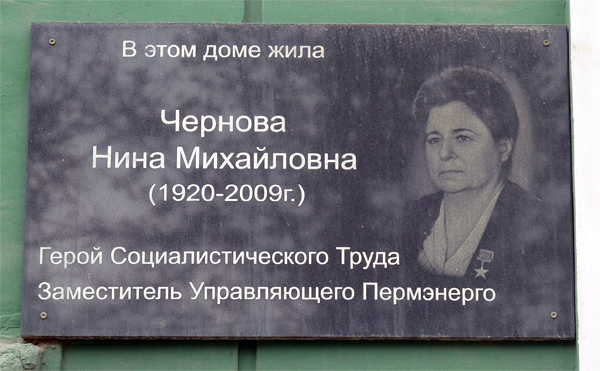 В этом доме жила
Чернова
Нина Михайловна
(1920-2009г.)
Герой Социалистического Труда
Заместитель Управляющего Пермэнерго